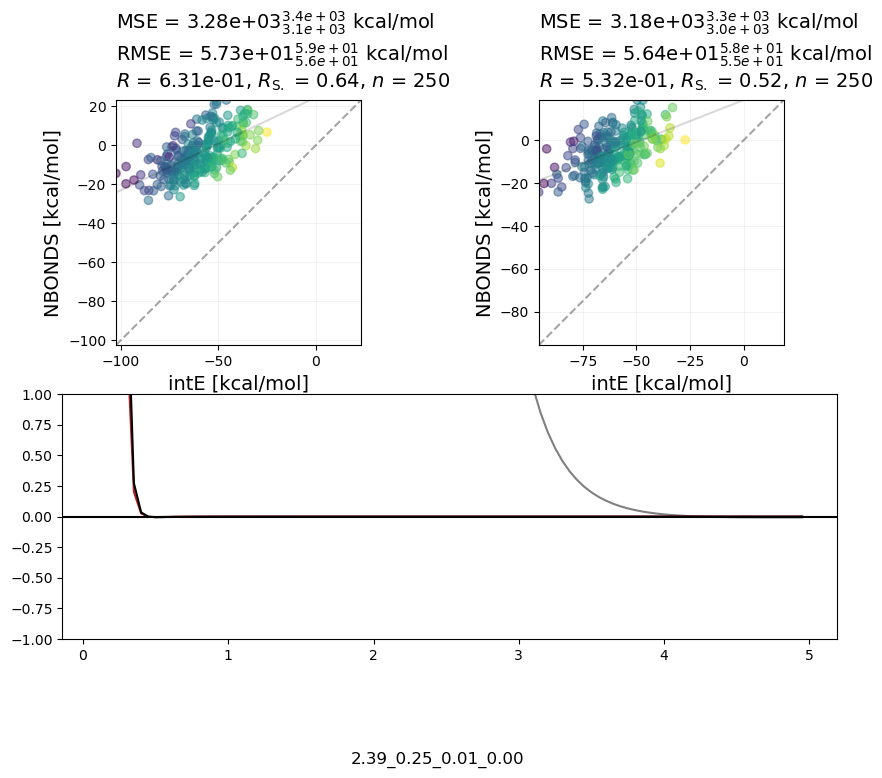 MSE = 3.28e+03 3.4e+03 3.1e+03 kcal/mol
RMSE = 5.73e+01 5.9e+01 5.6e+01 kcal/mol
R = 6.31e-01, RS. = 0.64, n = 250
20
0
−20
−40
−60
−80
−100
NBONDS [kcal/mol]
−100 −50 0
intE [kcal/mol]
MSE = 3.18e+03 3.3e+03 3.0e+03 kcal/mol
RMSE = 5.64e+01 5.8e+01 5.5e+01 kcal/mol
R = 5.32e-01, RS. = 0.52, n = 250
0
−20
−40
−60
−80
NBONDS [kcal/mol]
−75 −50 −25 0
intE [kcal/mol]
1.00
0.75
0.50
0.25
0.00
−0.25
−0.50
−0.75
−1.00
0 1 2 3 4 5
2.39_0.25_0.01_0.00